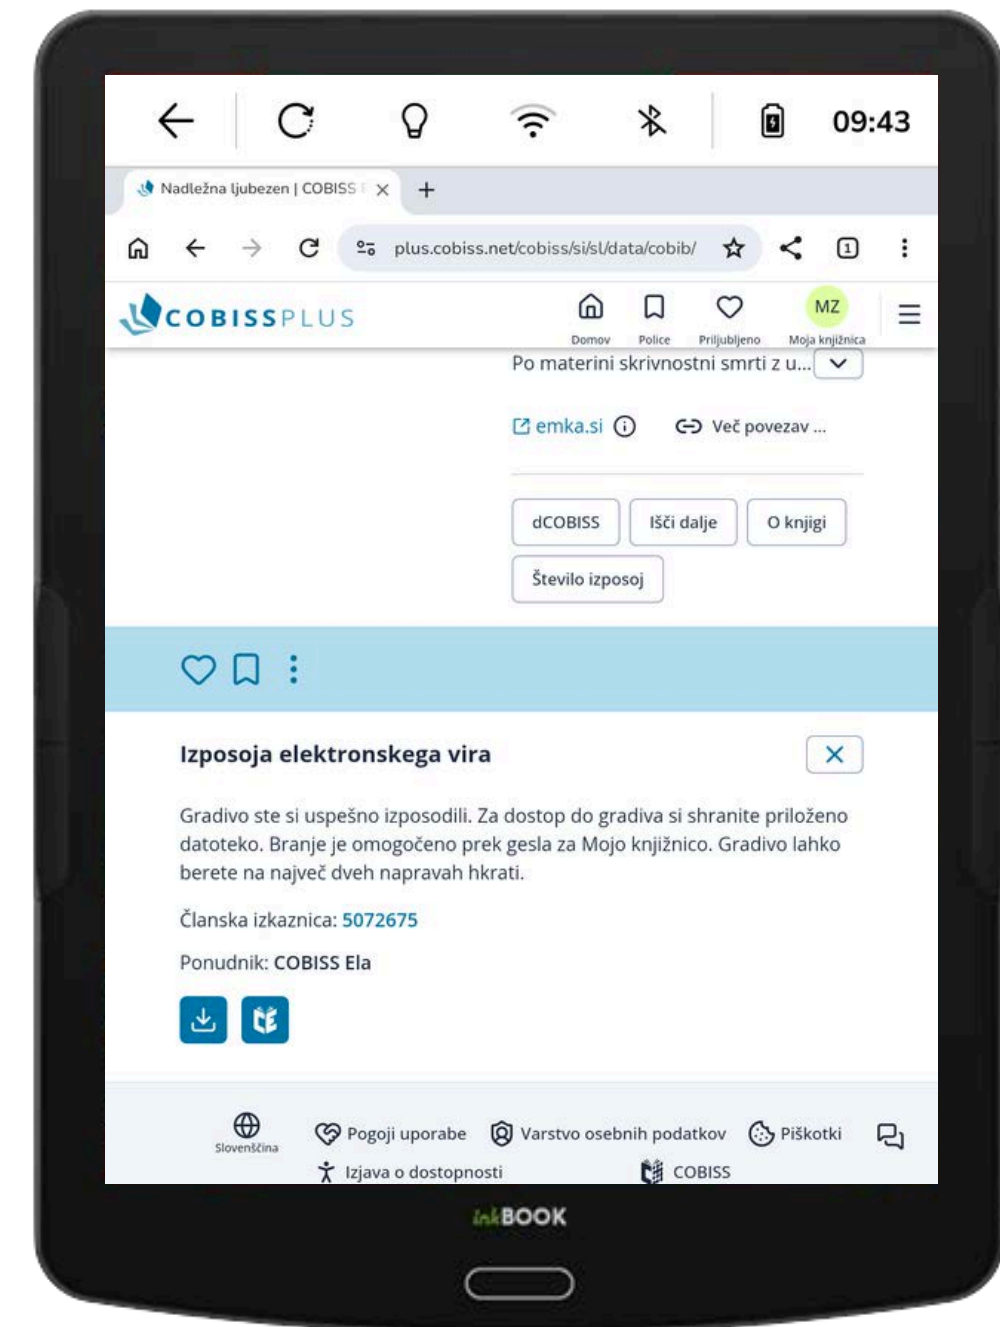 09:43
Nadležna ljubezen | COBISS
plus.cobiss.net/cobiss/si/sl/data/cobib/
1
COBISSPLUS
Domov
Police
Priljubljeno
MZ
Moja knjižnica
Po materini skrivnostni smrti z u...
emka.si
Več povezav ...
dCOBISS
Išči dalje
O knjigi
Število izposoj
Izposoja elektronskega vira
Gradivo ste si uspešno izposodili. Za dostop do gradiva si shranite priloženo
datoteko. Branje je omogočeno prek gesla za Mojo knjižnico. Gradivo lahko
berete na največ dveh napravah hkrati.
Članska izkaznica: 5072675
Ponudnik: COBISS Ela
Slovenščina
Pogoji uporabe
Varstvo osebnih podatkov
Piškotki
Izjava o dostopnosti
COBISS
inkBOOK